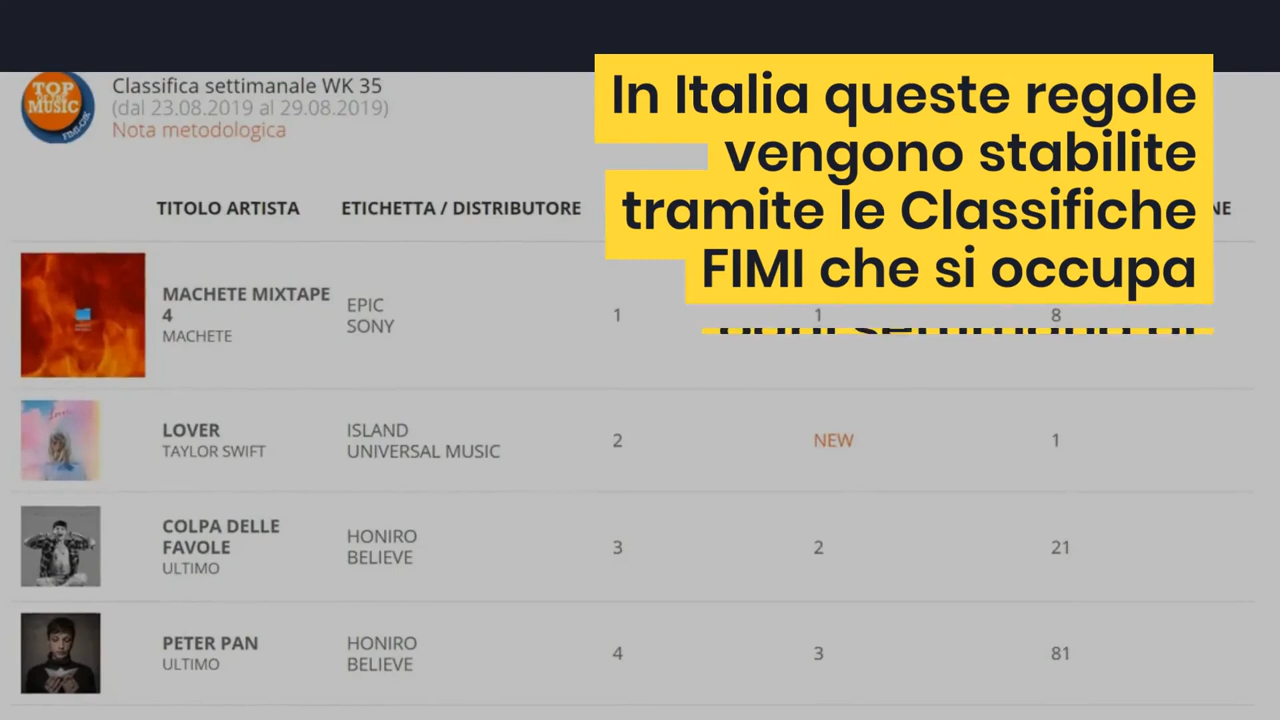 TOP
MUSIC
Classifica settimanale WK 35
(dal 23.08.2019 al 29.08.2019)
Nota metodologica
In Italia queste regole
vengono stabilite
tramite le Classifiche
FIMI che si occupa
TITOLO ARTISTA ETICHETTA / DISTRIBUTORE NE
MACHETE MIXTAPE
4
MACHETE
EPIC
SONY
1 1 8
LOVER
TAYLOR SWIFT
ISLAND
UNIVERSAL MUSIC
2 NEW 1
COLPA DELLE
FAVOLE
ULTIMO
HONIRO
BELIEVE
3 2 21
PETER PAN
ULTIMO
HONIRO
BELIEVE
4 3 81